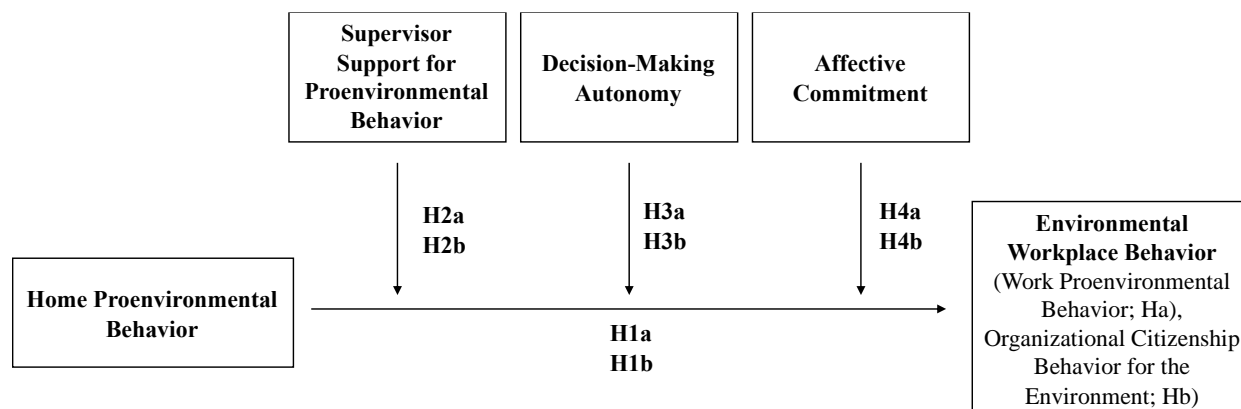 Supervisor
Support for
Proenvironmental
Behavior
Decision-Making
Autonomy
Affective
Commitment
H2a
H2b
H3a
H3b
H4a
H4b
Home Proenvironmental
Behavior
H1a
H1b
Environmental
Workplace Behavior
(Work Proenvironmental
Behavior; Ha),
Organizational Citizenship
Behavior for the
Environment; Hb)